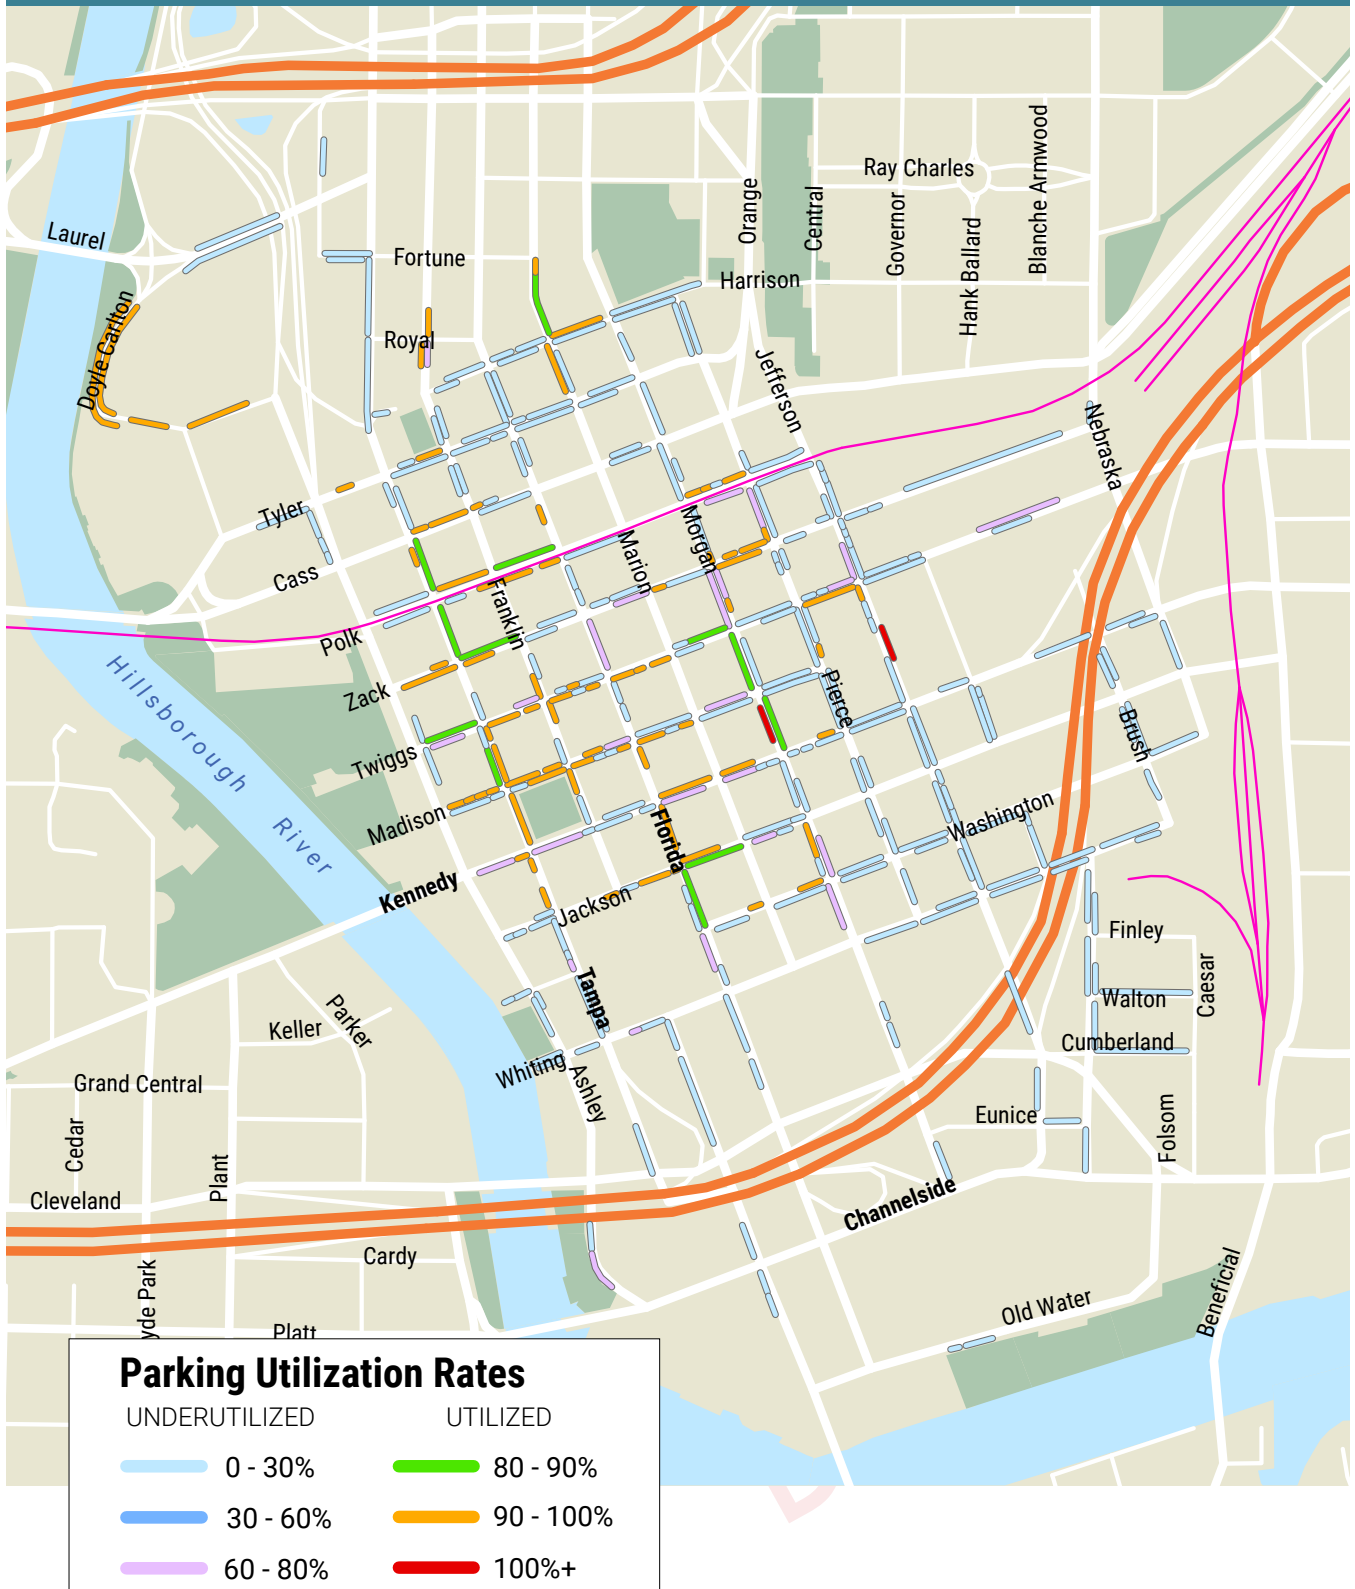 Ray Charles
Blanche Armwood
Orange
Central
Governor
Hank Ballard
Laurel
Fortune
Harrison
Doyle Carlton
Royal
Jefferson
Nebraska
Tyler
Morgan
Marion
Cass
Franklin
Polk
Zack
Pierce
Hillsborough
River
Brush
Twiggs
Madison
Florida
Washington
Kennedy
Jackson
Finley
Tampa
Caesar
Walton
Parker
Keller
Cumberland
Whiting
Ashley
Grand Central
Eunice
Folsom
Cedar
Plant
Cleveland
Channelside
Cardy
yde Park
Beneficial
Old Water
Platt
Parking Utilization Rates
UNDERUTILIZED
UTILIZED
0 - 30%
80 - 90%
30 - 60%
90 - 100%
60 - 80%
100%+